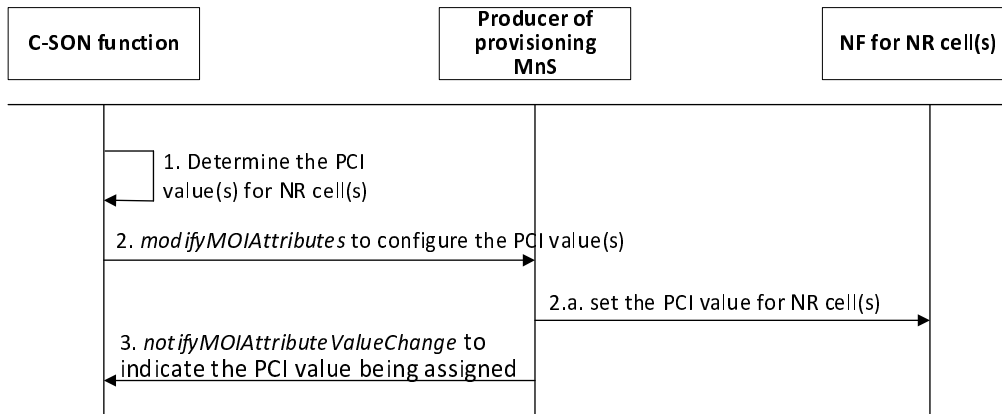 C-SON function
Producer of
provisioning
MnS
NF for NR cell(s)
1. Determine the PCI
value(s) for NR cell(s)
2. modifyMOIAttributes to configure the PCI value(s)
2.a. set the PCI value for NR cell(s)
3. notifyMOIAttributeValueChange to
indicate the PCI value being assigned